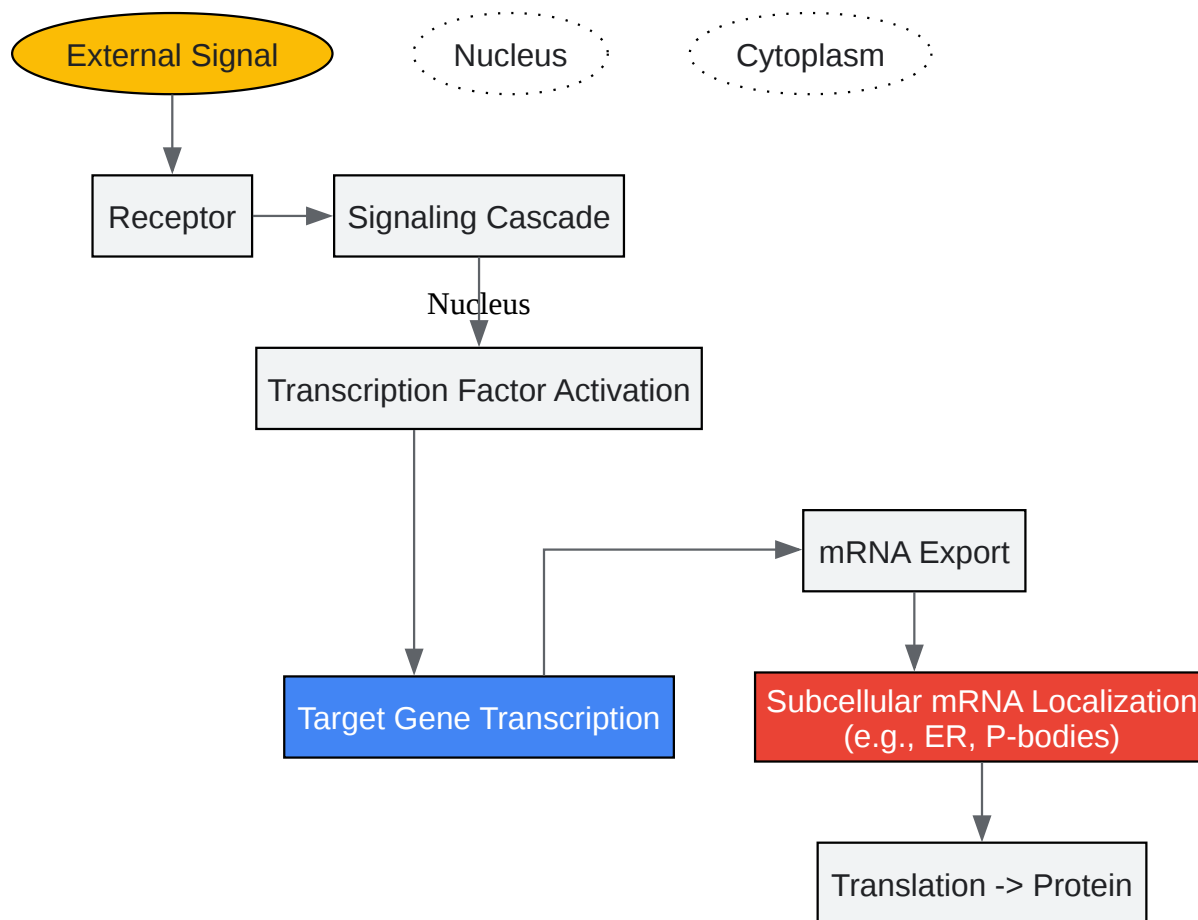 External Signal
Nucleus
Cytoplasm
Receptor
Signaling Cascade
Nucleus
Transcription Factor Activation
mRNA Export
Target Gene Transcription
Subcellular mRNA Localization
(e.g., ER, P-bodies)
Translation -> Protein